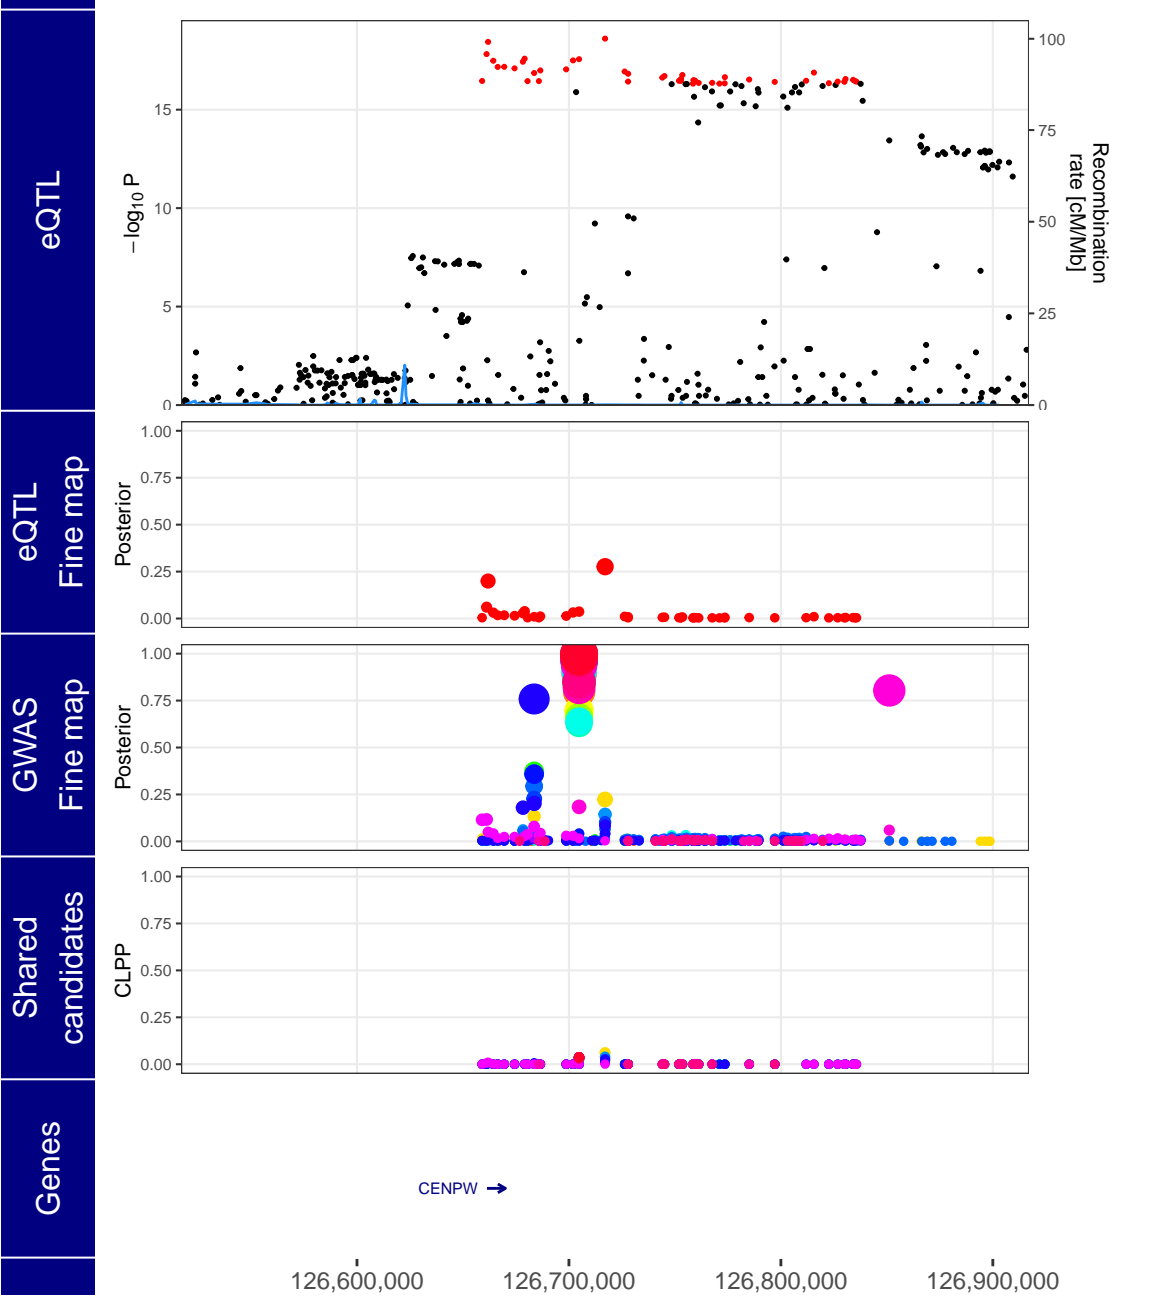 eQTL
−log10 P
15
10
5
0
100
75
50
25
0
Recombination
rate [cM/Mb]
eQTL
Fine map
Posterior
1.00
0.75
0.50
0.25
0.00
GWAS
Fine map
Posterior
1.00
0.75
0.50
0.25
0.00
Shared
candidates
CLPP
1.00
0.75
0.50
0.25
0.00
Genes
CENPW
126,600,000
126,700,000
126,800,000
126,900,000